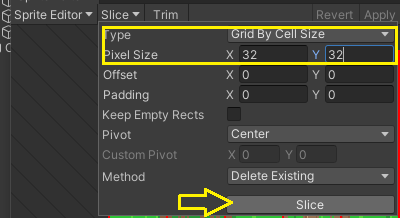 Sprite Editor Slice Trim Revert Apply
Type Grid By Cell Size
Pixel Size X 32 Y 32
Offset X 0 Y 0
Padding X 0 Y 0
Keep Empty Rects
Pivot Center
Custom Pivot X 0 Y 0
Method Delete Existing
Slice